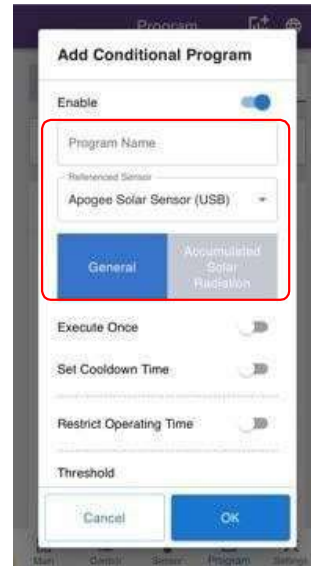 Program
Add Conditional Program
Enable
Program Name
Referenced Sensor
Apogee Solar Sensor (USB)
General
Accumulated
Solar
Radiation
Execute Once
Set Cooldown Time
Restrict Operating Time
Threshold
Cancel
OK
Main Control Sensor Program Settings